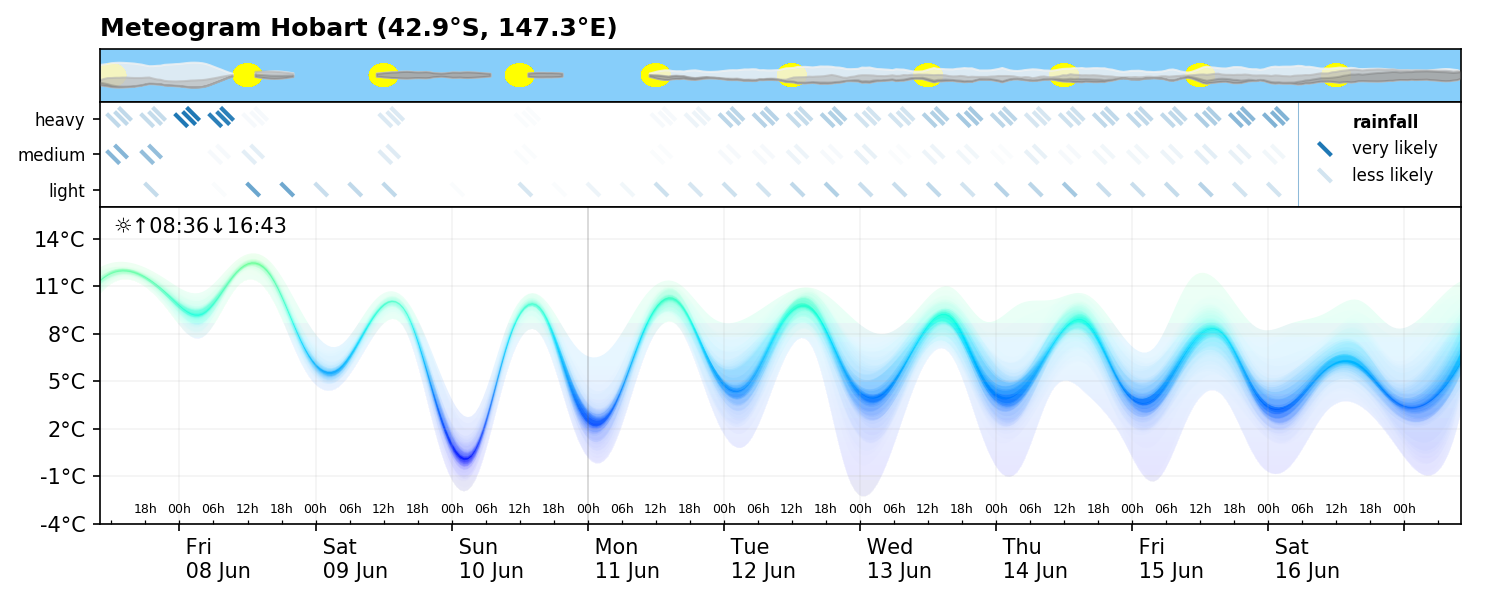 Meteogram Hobart (42.9°S, 147.3°E)
heavy
medium
light
rainfall
very likely
less likely
☼↑08:36↓16:43
14°C
11°C
8°C
5°C
2°C
-1°C
-4°C
18h 00h 06h 12h 18h 00h 06h 12h 18h 00h 06h 12h 18h 00h 06h 12h 18h 00h 06h 12h 18h 00h 06h 12h 18h 00h 06h 12h 18h 00h 06h 12h 18h 00h 06h 12h 18h 00h
Fri Sat Sun Mon Tue Wed Thu Fri Sat
08 Jun 09 Jun 10 Jun 11 Jun 12 Jun 13 Jun 14 Jun 15 Jun 16 Jun